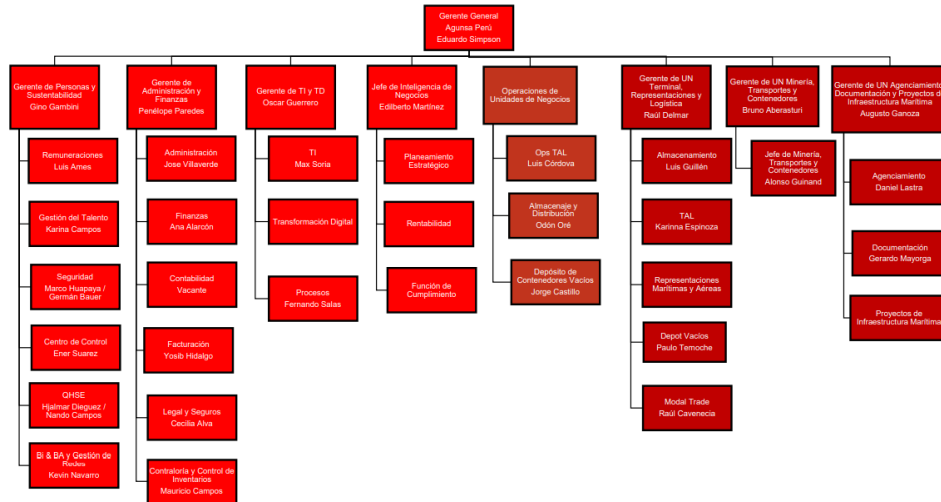 Gerente General
Agunsa Perú
Eduardo Simpson
Gerente de Personas y
Sustentabilidad
Gino Gambini
Gerente de
Administración y
Finanzas
Penélope Paredes
Gerente de TI y TD
Oscar Guerrero
Jefe de Inteligencia de
Negocios
Edilberto Martínez
Operaciones de
Unidades de Negocios
Gerente de UN
Terminal,
Representaciones y
Logística
Raúl Delmar
Gerente de UN Minería,
Transportes y
Contenedores
Bruno Aberasturi
Gerente de UN Agenciamiento,
Documentación y Proyectos de
Infraestructura Marítima
Augusto Ganoza
Remuneraciones
Luis Ames
Gestión del Talento
Karina Campos
Seguridad
Marco Huapaya /
Germán Bauer
Centro de Control
Ener Suarez
QHSE
Hjalmar Dieguez /
Nando Campos
Bi & BA y Gestión de
Redes
Kevin Navarro
Administración
Jose Villaverde
Finanzas
Ana Alarcón
Contabilidad
Vacante
Facturación
Yosib Hidalgo
Legal y Seguros
Cecilia Alva
Contraloría y Control de
Inventarios
Mauricio Campos
TI
Max Soria
Transformación Digital
Procesos
Fernando Salas
Planeamiento
Estratégico
Rentabilidad
Función de
Cumplimiento
Ops TAL
Luis Córdova
Almacenaje y
Distribución
Odón Oré
Depósito de
Contenedores Vacíos
Jorge Castillo
Almacenamiento
Luis Guillén
TAL
Karinna Espinoza
Representaciones
Marítimas y Aéreas
Depot Vacíos
Paulo Temoche
Modal Trade
Raúl Cavenecia
Jefe de Minería,
Transportes y
Contenedores
Alonso Guinand
Agenciamiento
Daniel Lastra
Documentación
Gerardo Mayorga
Proyectos de
Infraestructura Marítima